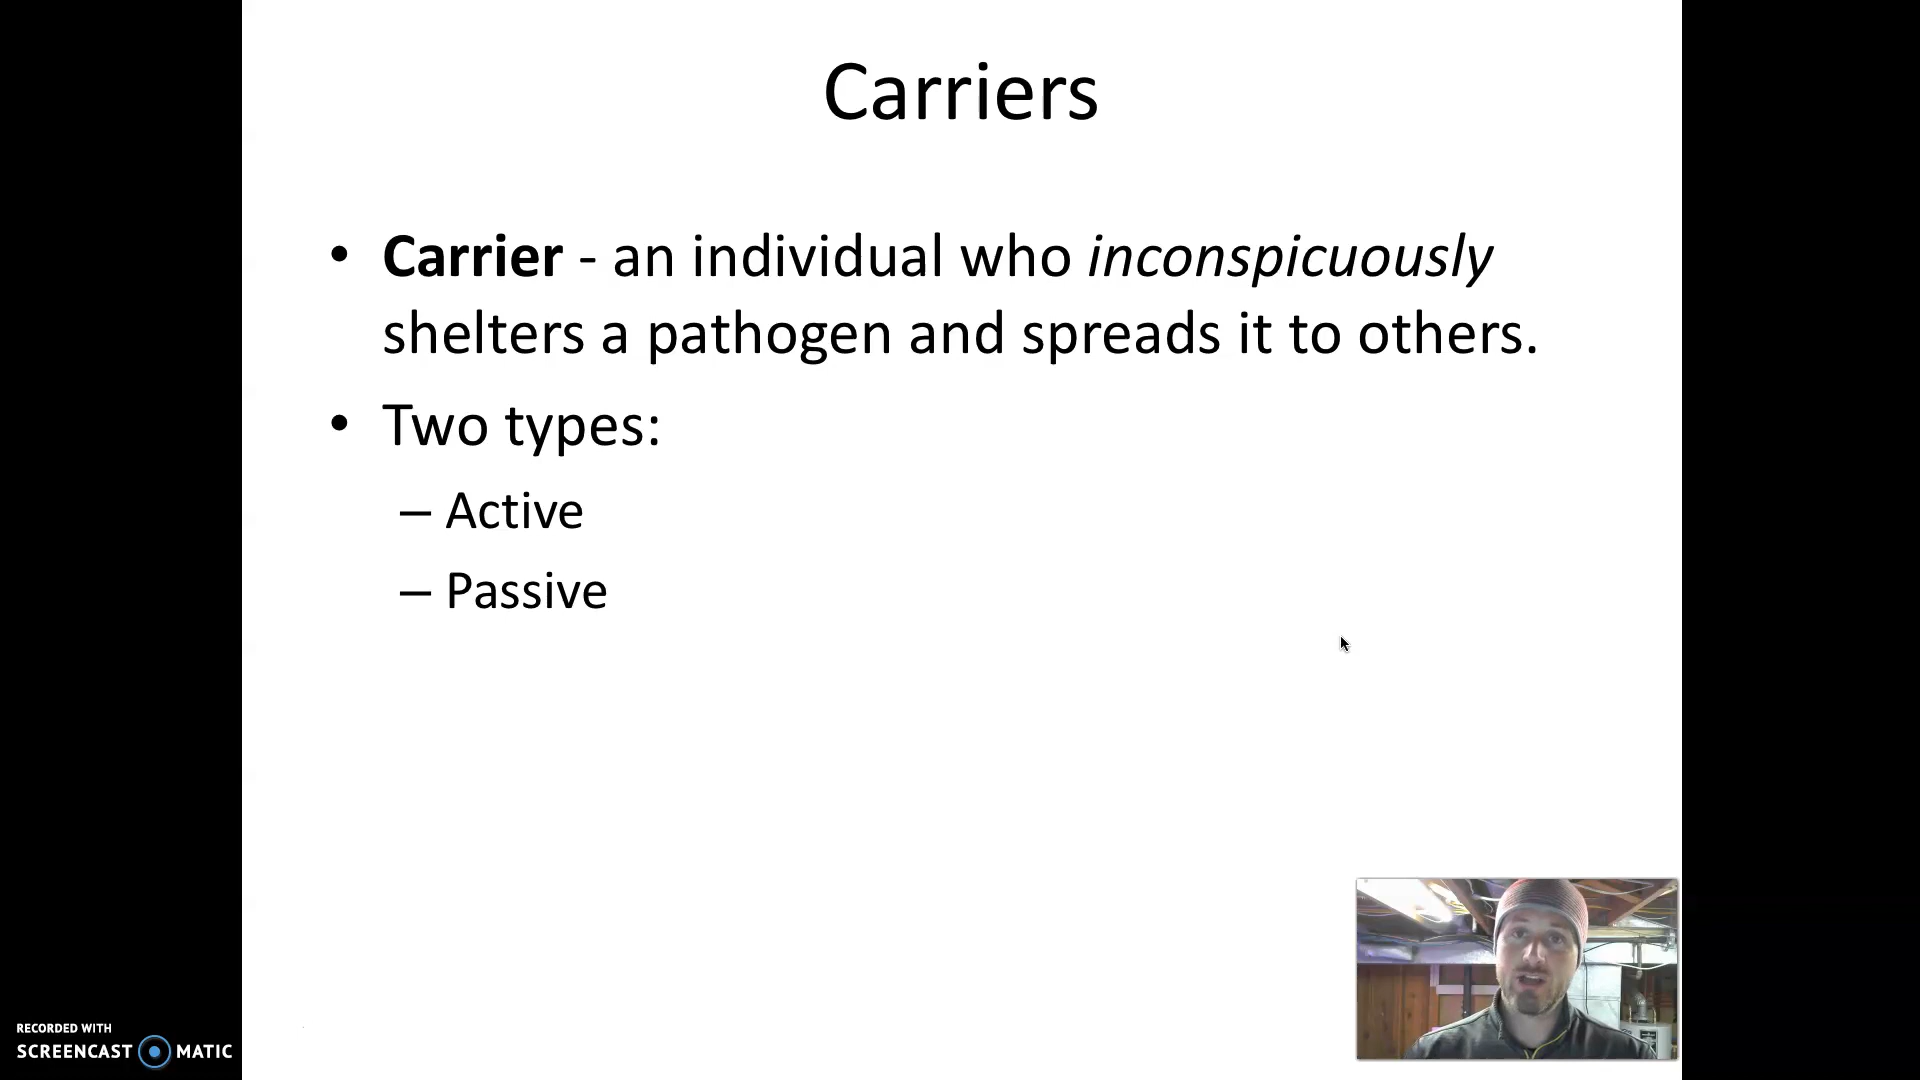 Carriers
• Carrier - an individual who inconspicuously
shelters a pathogen and spreads it to others.
• Two types:
– Active
– Passive
RECORDED WITH
SCREENCAST MATIC